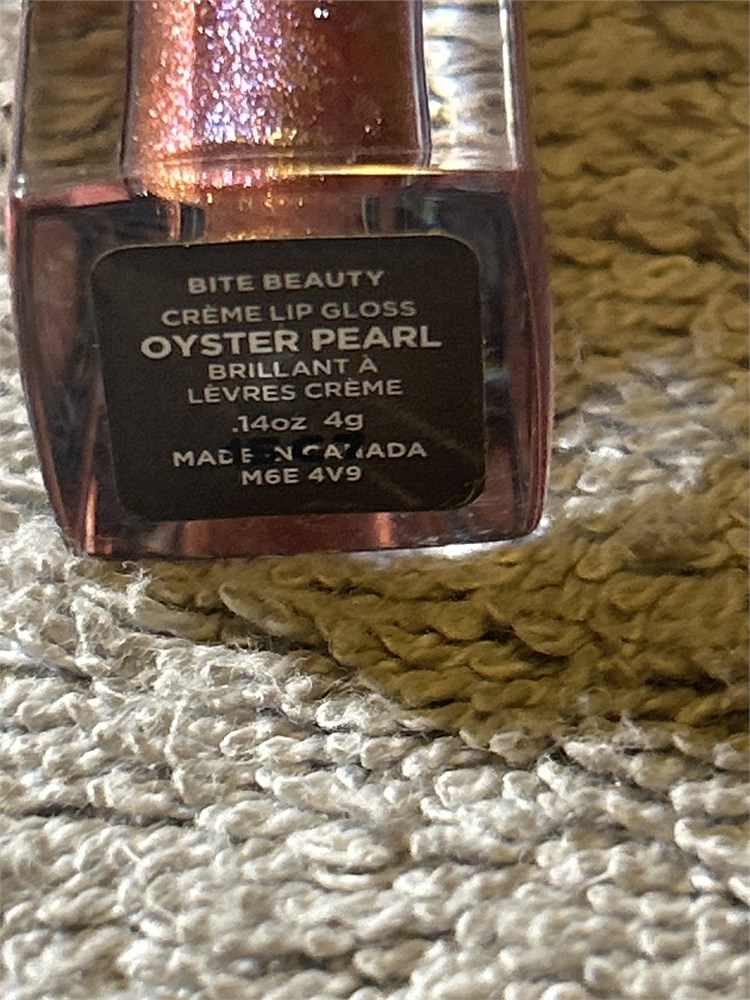 BITE BEAUTY
CRÈME LIP GLOSS
OYSTER PEARL
BRILLANT À
LÈVRES CRÈME
.14oz 4g
MADE IN CANADA
M6E 4V9